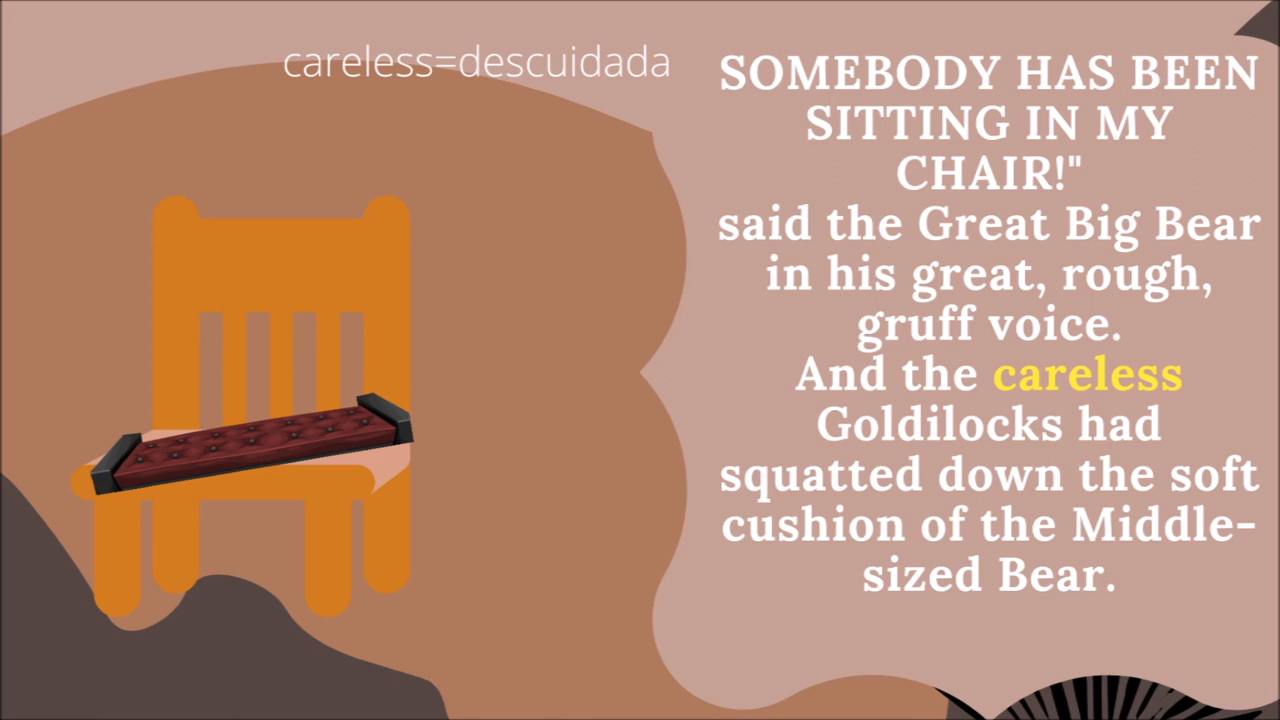 careless=descuidada
SOMEBODY HAS BEEN
SITTING IN MY
CHAIR!"
said the Great Big Bear
in his great, rough,
gruff voice.
And the careless
Goldilocks had
squatted down the soft
cushion of the Middle-
sized Bear.